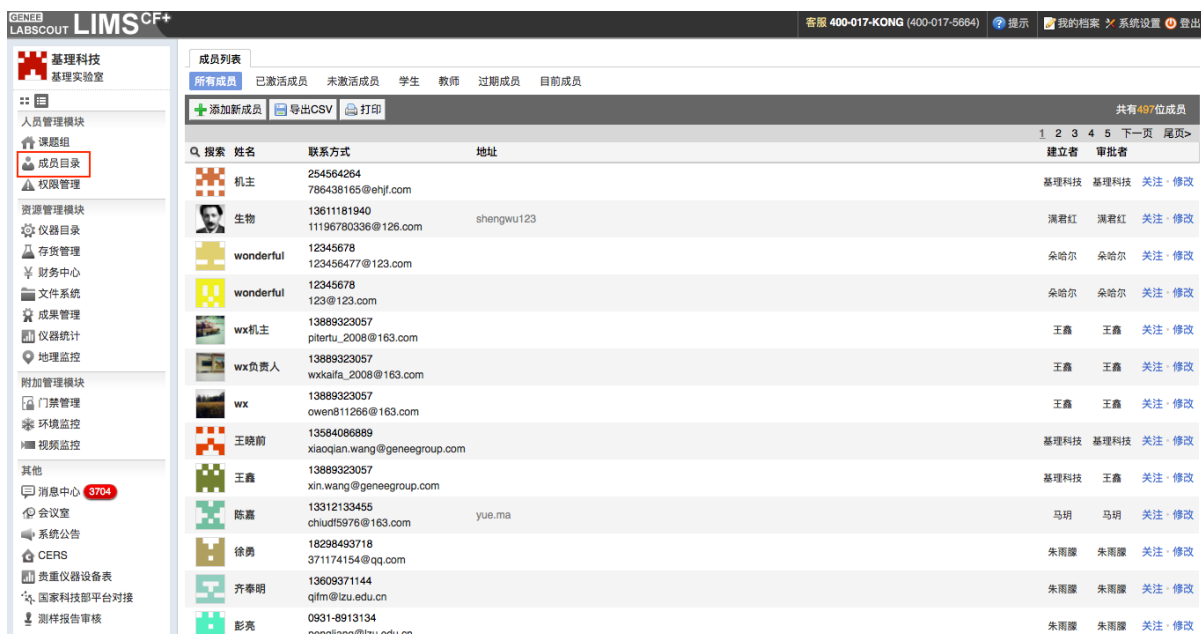 GENEE
LABSCOUT LIMS CF+
客服 400-017-KONG (400-017-5664) 提示 我的档案 系统设置 登出
基理科技
基理实验室
人员管理模块
课题组
成员目录
权限管理
资源管理模块
仪器目录
存货管理
财务中心
文件系统
成果管理
仪器统计
地理监控
附加管理模块
门禁管理
环境监控
视频监控
其他
消息中心 3704
会议室
系统公告
CERS
贵重仪器设备表
国家科技部平台对接
测样报告审核
成员列表
所有成员 已激活成员 未激活成员 学生 教师 过期成员 目前成员
添加新成员 导出CSV 打印 共有497位成员
1 2 3 4 5 下一页 尾页>
搜索 姓名 联系方式 地址 建立者 审批者
254564264
机主 基理科技 基理科技 关注 · 修改
786438165@ehjf.com
13611181940
生物 shengwu123 满君红 满君红 关注 · 修改
11196780336@126.com
12345678
wonderful 朵哈尔 朵哈尔 关注 · 修改
123456477@123.com
12345678
wonderful 朵哈尔 朵哈尔 关注 · 修改
123@123.com
13889323057
wx机主 王鑫 王鑫 关注 · 修改
pitertu_2008@163.com
13889323057
wx负责人 王鑫 王鑫 关注 · 修改
wxkaifa_2008@163.com
13889323057
wx 王鑫 王鑫 关注 · 修改
owen811266@163.com
13584086889
王晓前 基理科技 基理科技 关注 · 修改
xiaoqian.wang@geneegroup.com
13889323057
王鑫 基理科技 王鑫 关注 · 修改
xin.wang@geneegroup.com
13312133455
陈嘉 yue.ma 马玥 马玥 关注 · 修改
chiudf5976@163.com
18298493718
徐勇 朱雨朦 朱雨朦 关注 · 修改
371174154@qq.com
13609371144
齐奉明 朱雨朦 朱雨朦 关注 · 修改
qifm@lzu.edu.cn
0931-8913134
彭亮 朱雨朦 朱雨朦 关注 · 修改